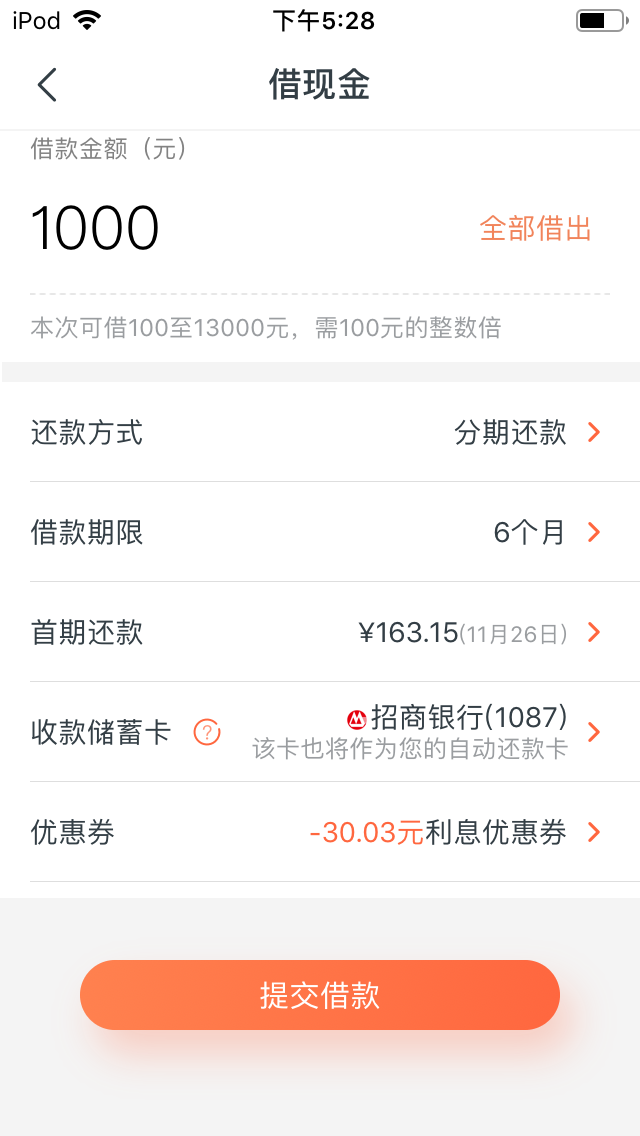 iPod 下午5:28
借现金
借款金额（元）
1000 全部借出
本次可借100至13000元，需100元的整数倍
还款方式 分期还款
借款期限 6个月
首期还款 ¥163.15(11月26日)
收款储蓄卡 ? 招商银行(1087)
该卡也将作为您的自动还款卡
优惠券 -30.03元利息优惠券
提交借款